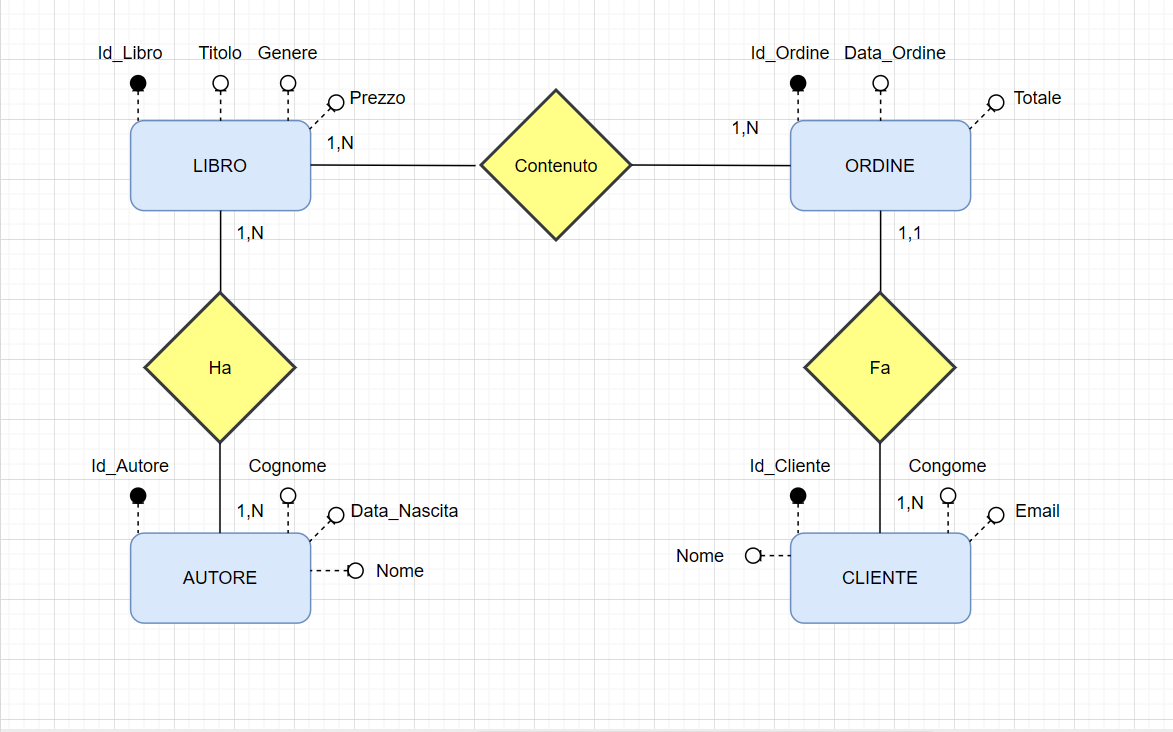 Id_Libro Titolo Genere
Prezzo
1,N
LIBRO
Contenuto
Id_Ordine Data_Ordine
Totale
1,N
ORDINE
1,N
1,1
Ha
Fa
Id_Autore Cognome
1,N
Data_Nascita
Nome
AUTORE
Id_Cliente Congome
1,N
Email
Nome
CLIENTE